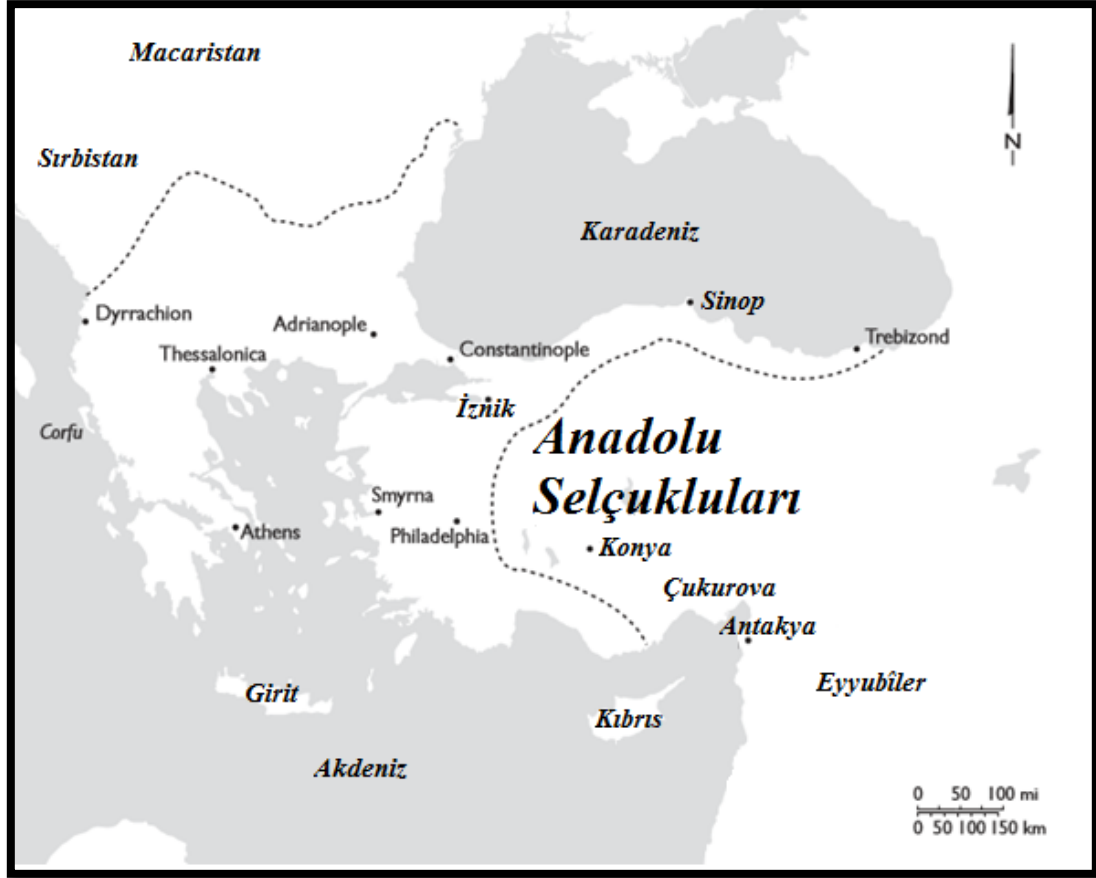 Macaristan
Sırbistan
N
Karadeniz
Sinop
Dyrrachion
Adrianople
Trebizond
Thessalonica
Constantinople
İznik
Corfu
Anadolu
Selçukluları
Smyrna
Athens
Philadelphia
Konya
Çukurova
Antakya
Eyyubîler
Girit
Kıbrıs
Akdeniz
0 50 100 mi
0 50 100 150 km